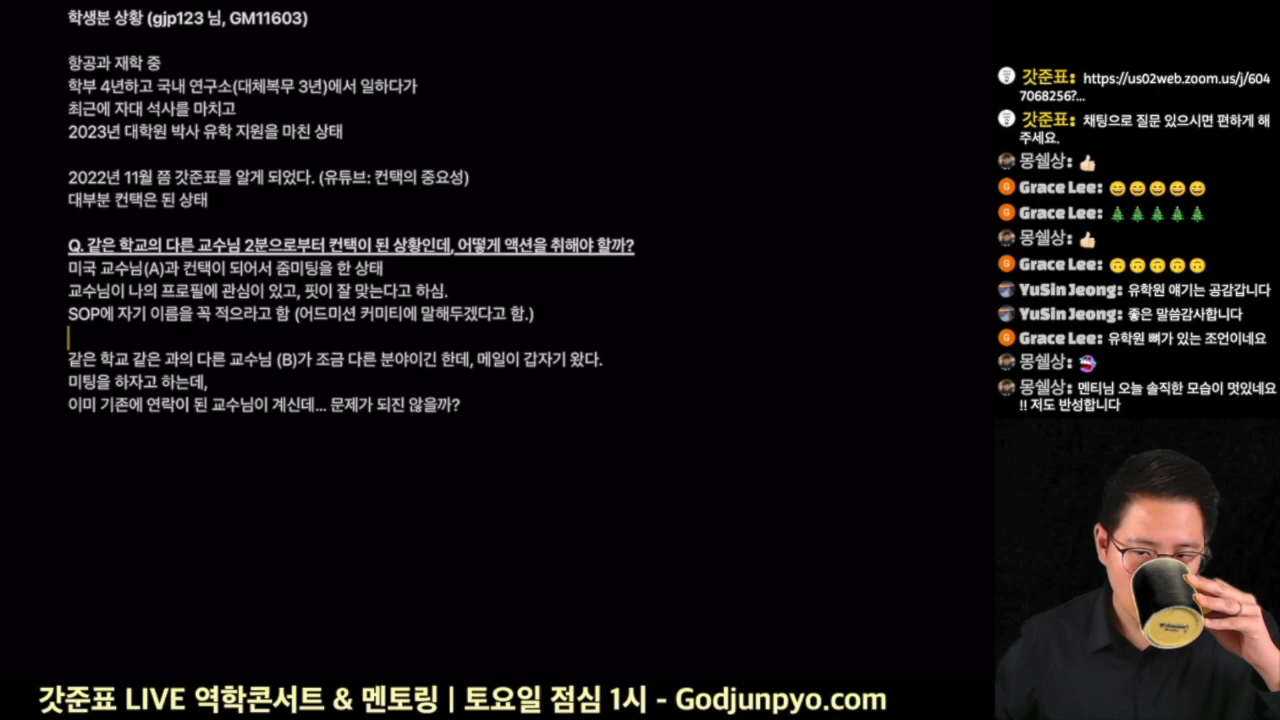 학생분 상황 (gjp123 님, GM11603)
항공과 재학 중
학부 4년하고 국내 연구소(대체복무 3년)에서 일하다가
최근에 자대 석사를 마치고
2023년 대학원 박사 유학 지원을 마친 상태
2022년 11월 쯤 갓준표를 알게 되었다. (유튜브: 컨택의 중요성)
대부분 컨택은 된 상태
Q. 같은 학교의 다른 교수님 2분으로부터 컨택이 된 상황인데, 어떻게 액션을 취해야 할까?
미국 교수님(A)과 컨택이 되어서 줌미팅을 한 상태
교수님이 나의 프로필에 관심이 있고, 핏이 잘 맞는다고 하심.
SOP에 자기 이름을 꼭 적으라고 함 (어드미션 커미티에 말해두겠다고 함.)
같은 학교 같은 과의 다른 교수님 (B)가 조금 다른 분야이긴 한데, 메일이 갑자기 왔다.
미팅을 하자고 하는데,
이미 기존에 연락이 된 교수님이 계신데... 문제가 되진 않을까?
갓준표: https://us02web.zoom.us/j/604
7068256?...
갓준표: 채팅으로 질문 있으시면 편하게 해
주세요.
몽쉘상: 👍🏻
Grace Lee: 😄😄😄😄😄
Grace Lee: 🎄🎄🎄🎄🎄
몽쉘상: 👍🏻
Grace Lee: 🙃🙃🙃🙃🙃
YuSin Jeong: 유학원 얘기는 공감갑니다
YuSin Jeong: 좋은 말씀감사합니다
Grace Lee: 유학원 뼈가 있는 조언이네요
몽쉘상:
몽쉘상: 멘티님 오늘 솔직한 모습이 멋있네요
!! 저도 반성합니다
갓준표 LIVE 역학콘서트 & 멘토링 | 토요일 점심 1시 - Godjunpyo.com